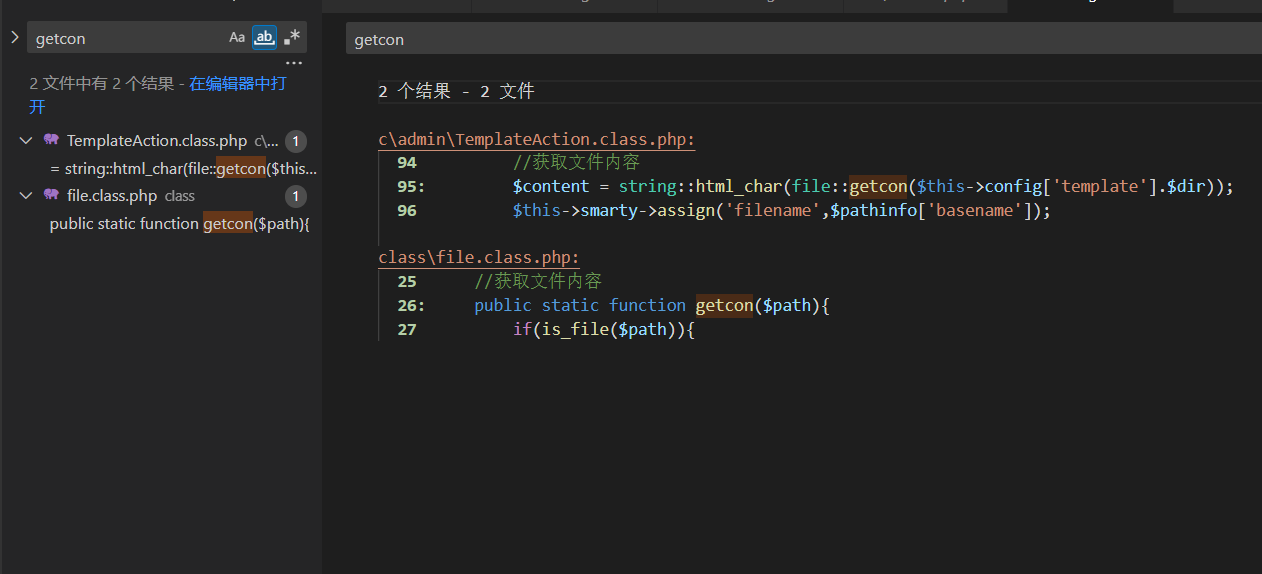 getcon
Aa ab .*
...
2 文件中有 2 个结果 - 在编辑器中打
开
TemplateAction.class.php c\... 1
= string::html_char(file::getcon($this...
file.class.php class 1
public static function getcon($path){
getcon
2 个结果 - 2 文件
c\admin\TemplateAction.class.php:
94 //获取文件内容
95: $content = string::html_char(file::getcon($this->config['template'].$dir));
96 $this->smarty->assign('filename',$pathinfo['basename']);
class\file.class.php:
25 //获取文件内容
26: public static function getcon($path){
27 if(is_file($path)){